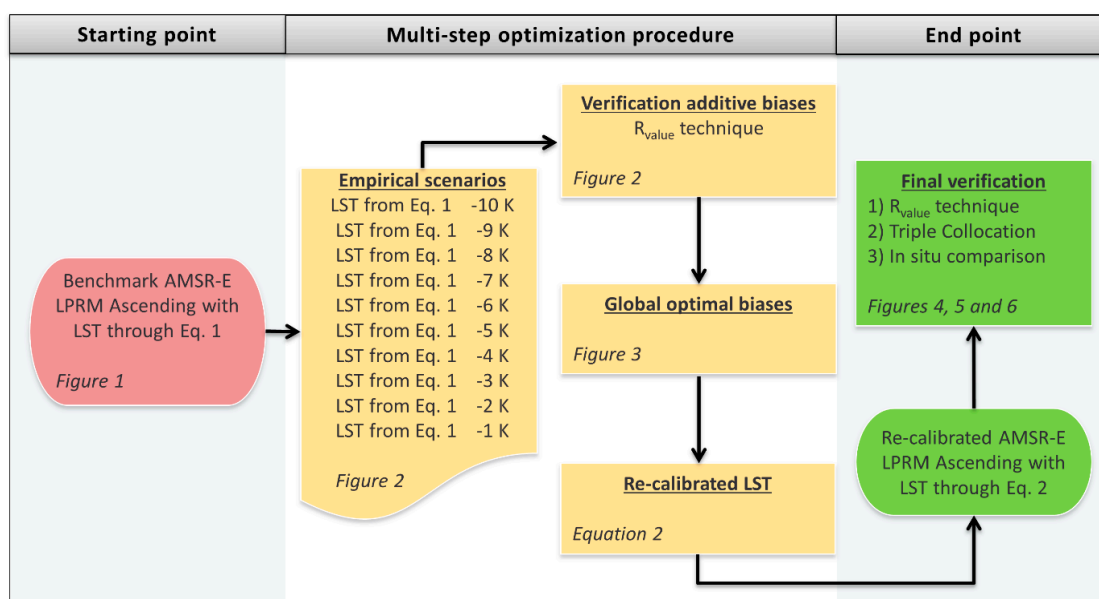 Starting point
Multi-step optimization procedure
End point
Benchmark AMSR-E
LPRM Ascending with
LST through Eq. 1
Figure 1
Empirical scenarios
LST from Eq. 1 -10 K
LST from Eq. 1 -9 K
LST from Eq. 1 -8 K
LST from Eq. 1 -7 K
LST from Eq. 1 -6 K
LST from Eq. 1 -5 K
LST from Eq. 1 -4 K
LST from Eq. 1 -3 K
LST from Eq. 1 -2 K
LST from Eq. 1 -1 K
Figure 2
Verification additive biases
Rvalue technique
Figure 2
Global optimal biases
Figure 3
Re-calibrated LST
Equation 2
Re-calibrated AMSR-E
LPRM Ascending with
LST through Eq. 2
Final verification
1) Rvalue technique
2) Triple Collocation
3) In situ comparison
Figures 4, 5 and 6